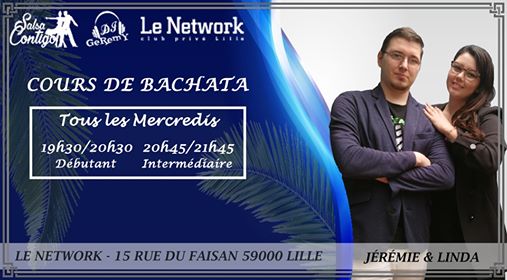 Salsa
Contigo
DJ
GeRemY
Le Network
club privé Lille
COURS DE BACHATA
Tous les Mercredis
19h30/20h30 20h45/21h45
Débutant Intermédiaire
LE NETWORK - 15 RUE DU FAISAN 59000 LILLE
JÉRÉMIE & LINDA